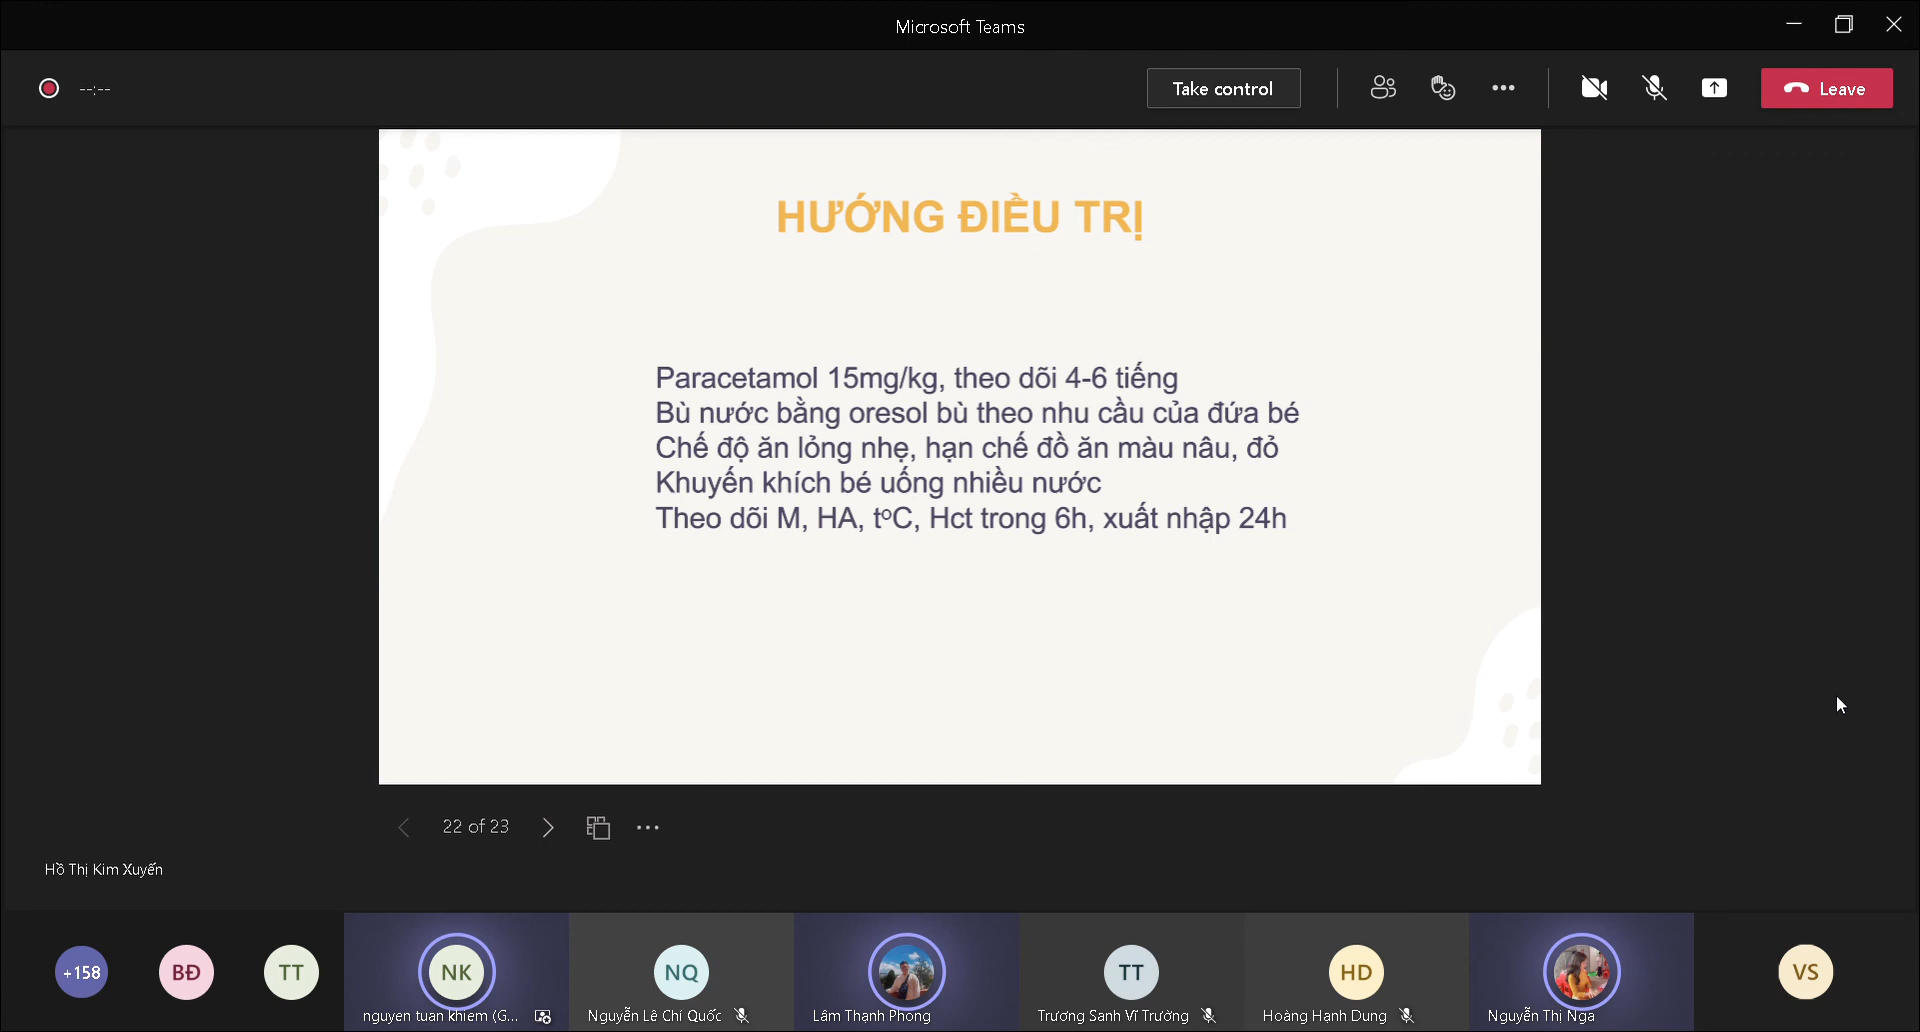 Microsoft Teams
--:--
Take control
Leave
HƯỚNG ĐIỀU TRỊ
Paracetamol 15mg/kg, theo dõi 4-6 tiếng
Bù nước bằng oresol bù theo nhu cầu của đứa bé
Chế độ ăn lỏng nhẹ, hạn chế đồ ăn màu nâu, đỏ
Khuyến khích bé uống nhiều nước
Theo dõi M, HA, t°C, Hct trong 6h, xuất nhập 24h
22 of 23
Hồ Thị Kim Xuyến
+158
BĐ
TT
NK
NQ
TT
HD
VS
nguyen tuan khiem (G...
Nguyễn Lê Chí Quốc
Lâm Thạnh Phong
Trương Sanh Vĩ Trường
Hoàng Hạnh Dung
Nguyễn Thị Nga